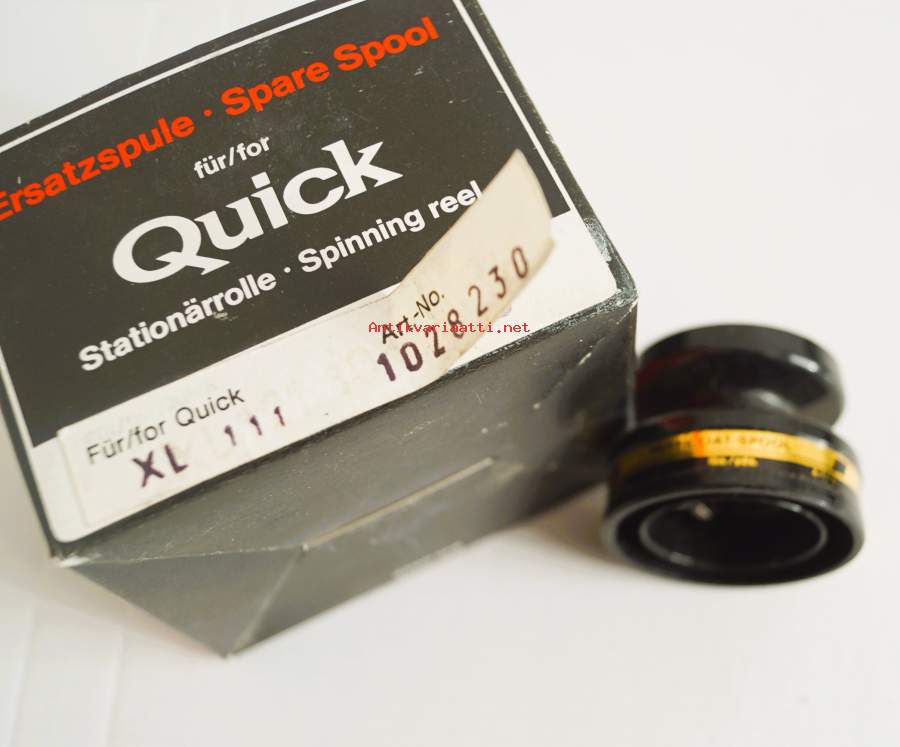 Ersatzspule · Spare Spool
für/for
Quick
Stationärrolle · Spinning reel
Für/for Quick
XL 111
Art-No.
1028230
Antikvariaatti.net
SPOOL